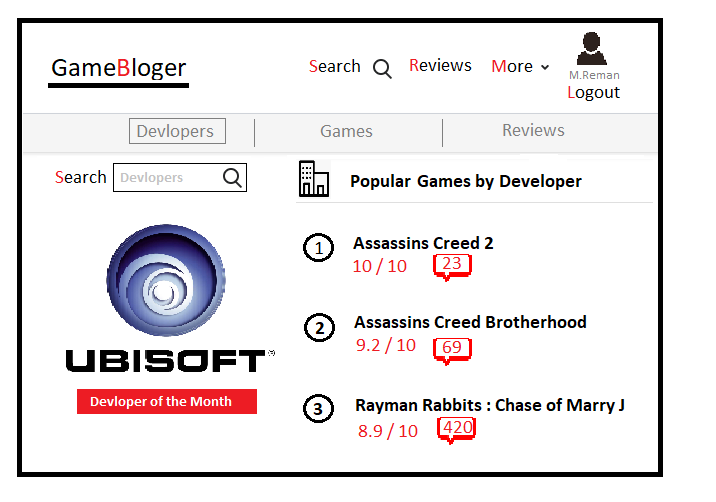 GameBloger
Search
Reviews
More
M.Reman
Logout
Devlopers
Games
Reviews
Search
Devlopers
Popular Games by Developer
1
Assassins Creed 2
10 / 10
23
2
Assassins Creed Brotherhood
9.2 / 10
69
3
Rayman Rabbits : Chase of Marry J
8.9 / 10
420
UBISOFT®
Devloper of the Month